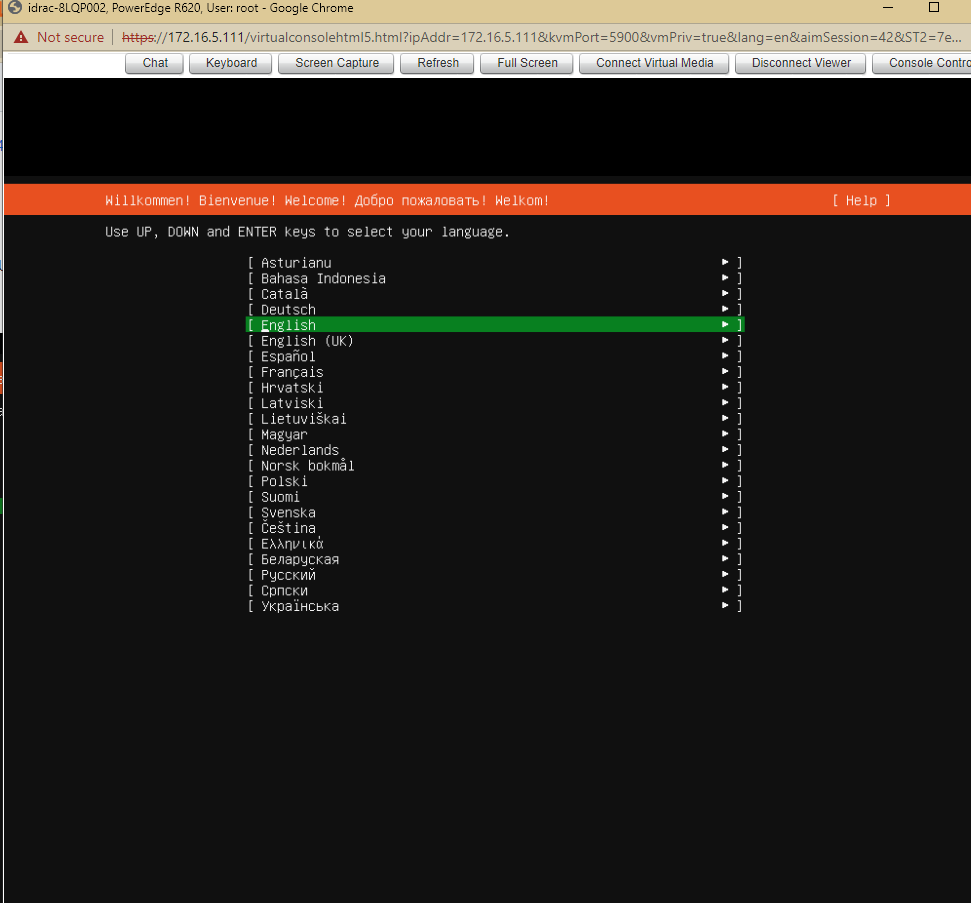 idrac-8LQP002, PowerEdge R620, User: root - Google Chrome
Not secure | https://172.16.5.111/virtualconsolehtml5.html?ipAddr=172.16.5.111&kvmPort=5900&vmPriv=true&lang=en&aimSession=42&ST2=7e...
Chat Keyboard Screen Capture Refresh Full Screen Connect Virtual Media Disconnect Viewer Console Contro
Willkommen! Bienvenue! Welcome! Добро пожаловать! Welkom! [ Help ]
Use UP, DOWN and ENTER keys to select your language.
[ Asturianu ► ]
[ Bahasa Indonesia ► ]
[ Català ► ]
[ Deutsch ► ]
[ English ► ]
[ English (UK) ► ]
[ Español ► ]
[ Français ► ]
[ Hrvatski ► ]
[ Latviski ► ]
[ Lietuviškai ► ]
[ Magyar ► ]
[ Nederlands ► ]
[ Norsk bokmål ► ]
[ Polski ► ]
[ Suomi ► ]
[ Svenska ► ]
[ Čeština ► ]
[ Ελληνικά ► ]
[ Беларуская ► ]
[ Русский ► ]
[ Српски ► ]
[ Українська ► ]